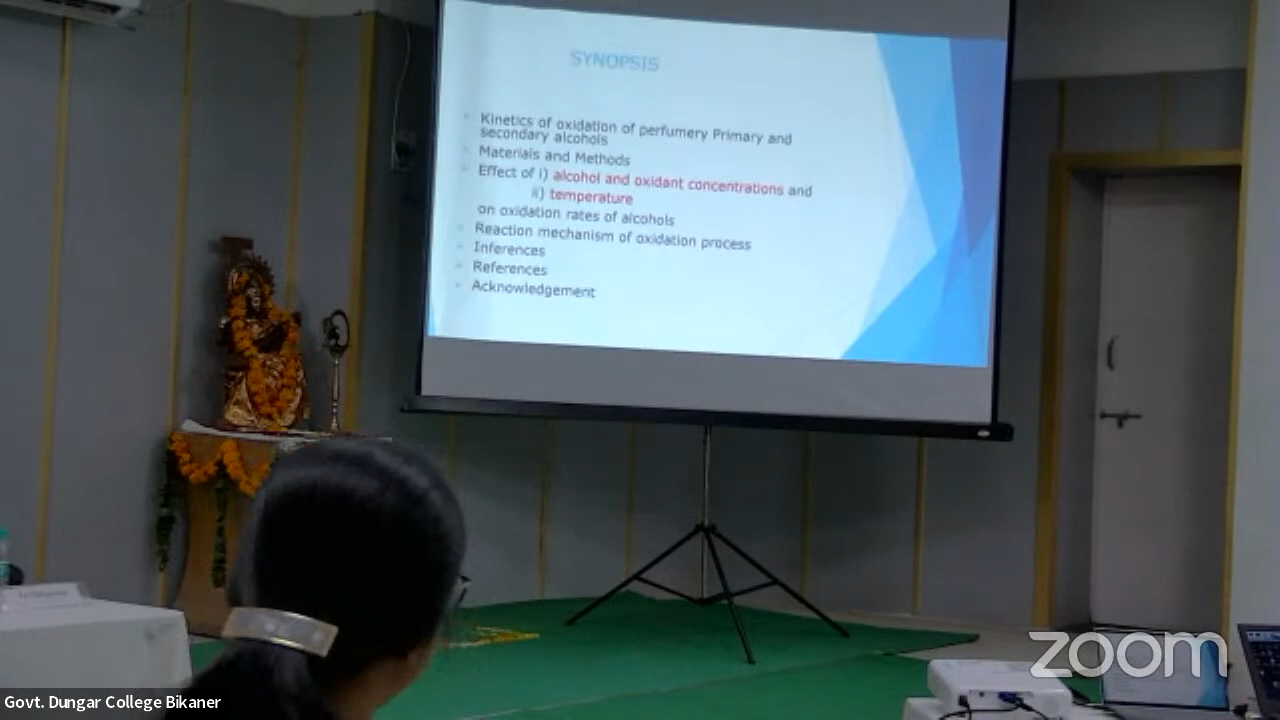 SYNOPSIS
Kinetics of oxidation of perfumery Primary and
secondary alcohols
Materials and Methods
Effect of i) alcohol and oxidant concentrations and
ii) temperature
on oxidation rates of alcohols
Reaction mechanism of oxidation process
Inferences
References
Acknowledgement
zoom
Govt. Dungar College Bikaner